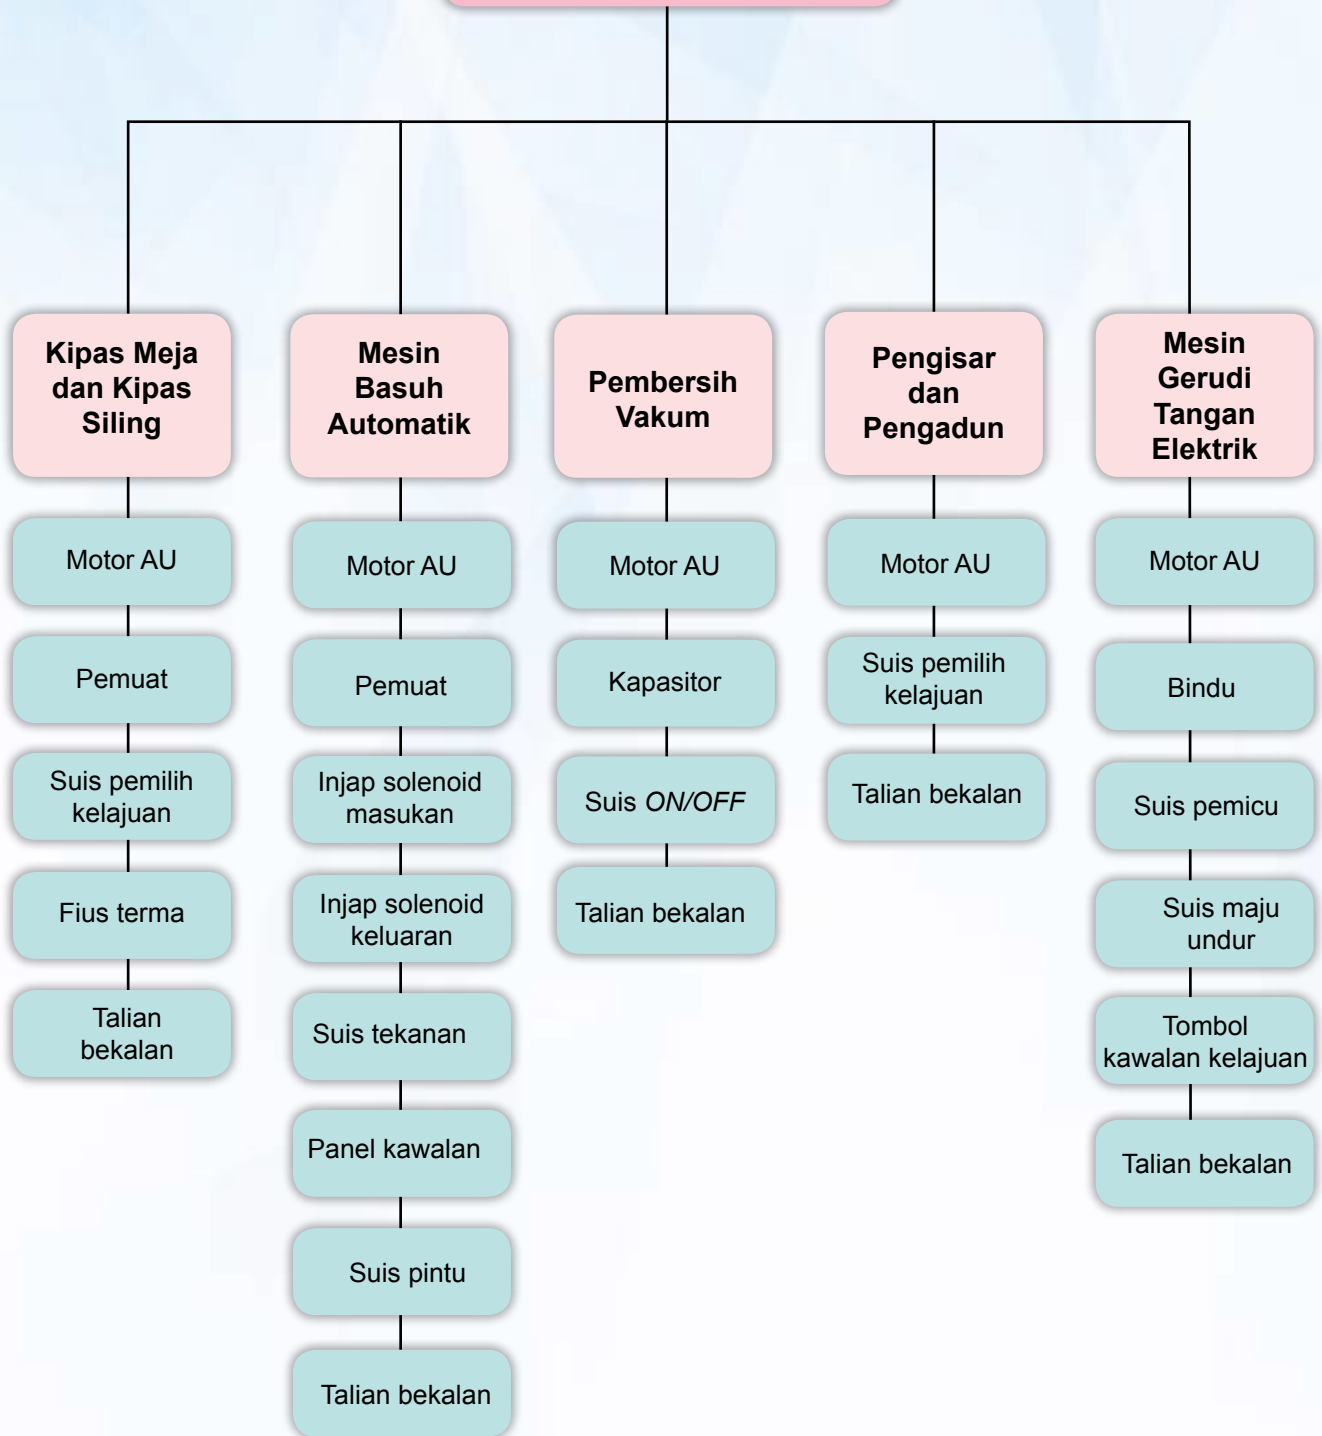 Kipas Meja
dan Kipas
Siling
Motor AU
Pemuat
Suis pemilih
kelajuan
Fius terma
Talian
bekalan
Mesin
Basuh
Automatik
Motor AU
Pemuat
Injap solenoid
masukan
Injap solenoid
keluaran
Suis tekanan
Panel kawalan
Suis pintu
Talian bekalan
Pembersih
Vakum
Motor AU
Kapasitor
Suis ON/OFF
Talian bekalan
Pengisar
dan
Pengadun
Motor AU
Suis pemilih
kelajuan
Talian bekalan
Mesin
Gerudi
Tangan
Elektrik
Motor AU
Bindu
Suis pemicu
Suis maju
undur
Tombol
kawalan kelajuan
Talian bekalan